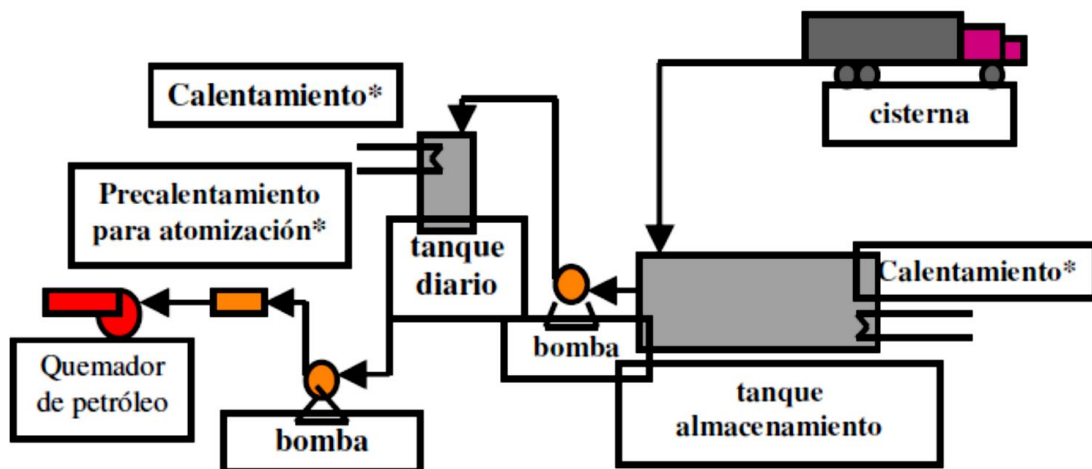 Calentamiento*
cisterna
Precalentamiento
para atomización*
tanque
diario
Calentamiento*
bomba
Quemador
de petróleo
tanque
almacenamiento
bomba